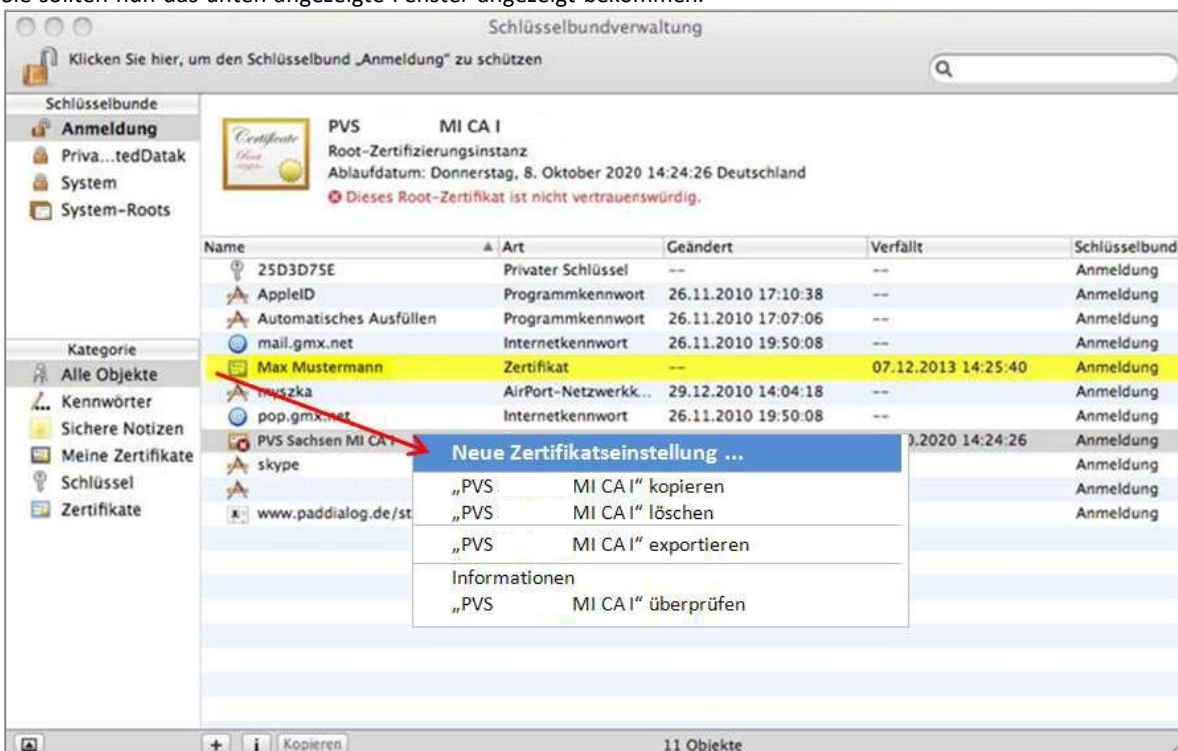 Sie sollten nun das unten angezeigte Fenster angezeigt bekommen.
Schlüsselbundverwaltung
Klicken Sie hier, um den Schlüsselbund „Anmeldung" zu schützen
Schlüsselbunde
Anmeldung
Priva...tedDatak
System
System-Roots
Certificate
Root
PVS MI CA I
Root-Zertifizierungsinstanz
Ablaufdatum: Donnerstag, 8. Oktober 2020 14:24:26 Deutschland
Dieses Root-Zertifikat ist nicht vertrauenswürdig.
Name Art Geändert Verfällt Schlüsselbund
25D3D75E Privater Schlüssel -- -- Anmeldung
AppleID Programmkennwort 26.11.2010 17:10:38 -- Anmeldung
Automatisches Ausfüllen Programmkennwort 26.11.2010 17:07:06 -- Anmeldung
mail.gmx.net Internetkennwort 26.11.2010 19:50:08 -- Anmeldung
Max Mustermann Zertifikat -- 07.12.2013 14:25:40 Anmeldung
myszka AirPort-Netzwerkk... 29.12.2010 14:04:18 -- Anmeldung
pop.gmx.net Internetkennwort 26.11.2010 19:50:08 -- Anmeldung
PVS Sachsen MI CA I .2020 14:24:26 Anmeldung
skype Anmeldung
Anmeldung
www.paddialog.de/st Anmeldung
Kategorie
Alle Objekte
Kennwörter
Sichere Notizen
Meine Zertifikate
Schlüssel
Zertifikate
Neue Zertifikatseinstellung ...
„PVS MI CA I" kopieren
„PVS MI CA I" löschen
„PVS MI CA I" exportieren
Informationen
„PVS MI CA I" überprüfen
+ i Kopieren 11 Objekte